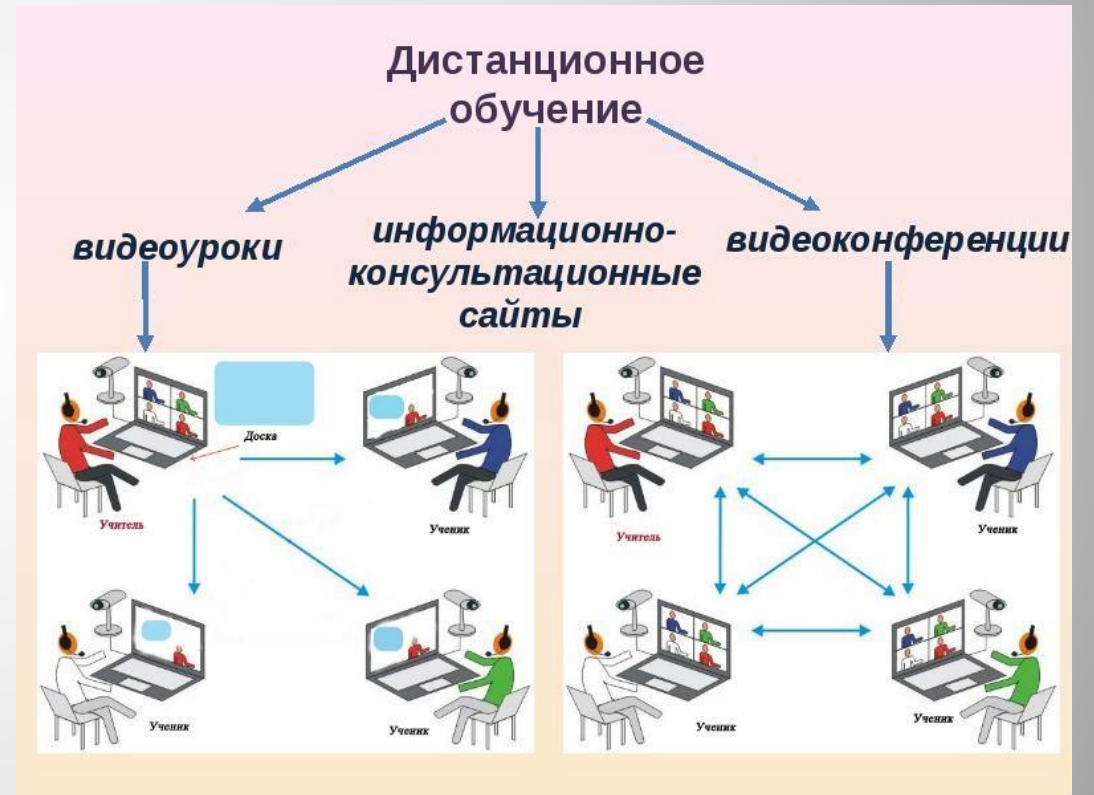 Дистанционное
обучение
видеоуроки
информационно-
консультационные
сайты
видеоконференции
Доска
Учитель
Ученик
Ученик
Ученик
Учитель
Ученик
Ученик
Ученик